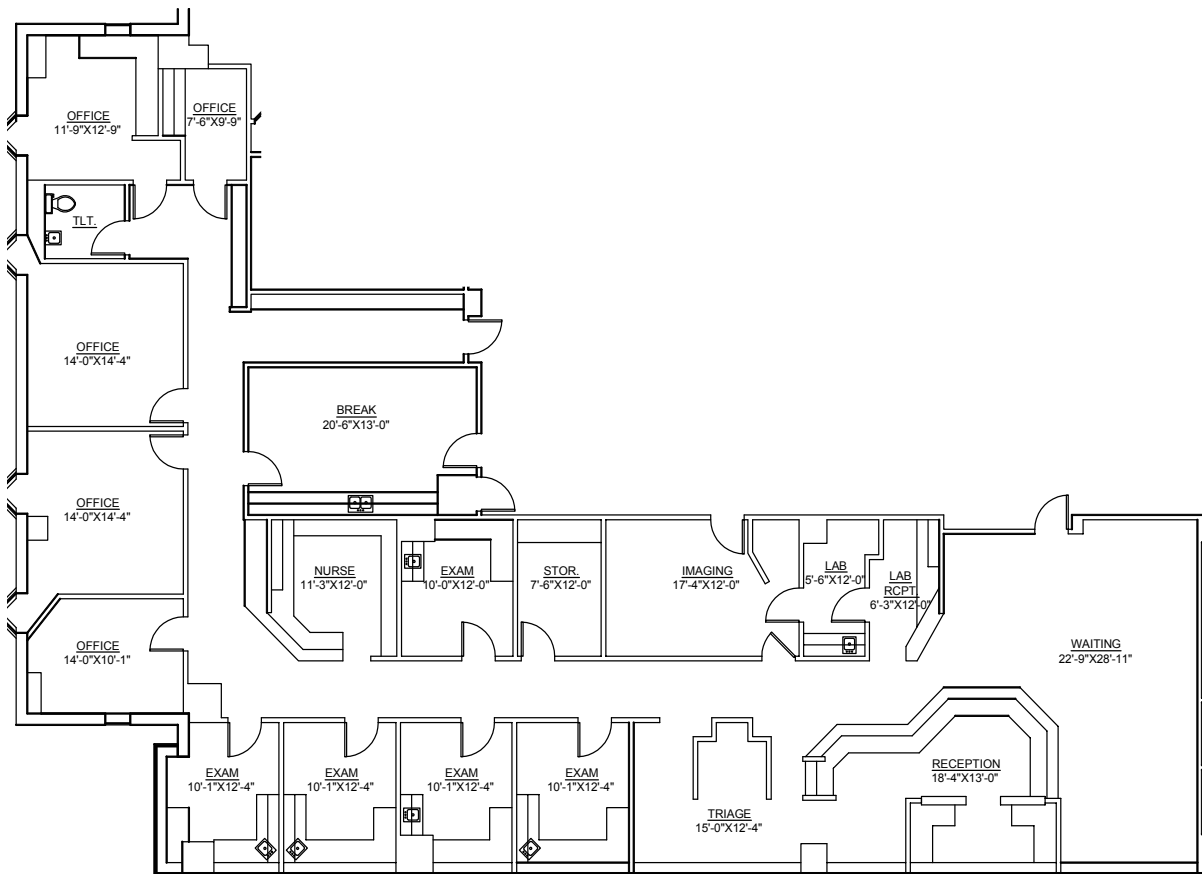 OFFICE
11'-9"X12'-9"
OFFICE
7'-6"X9'-9"
TLT.
OFFICE
14'-0"X14'-4"
BREAK
20'-6"X13'-0"
OFFICE
14'-0"X14'-4"
NURSE
11'-3"X12'-0"
EXAM
10'-0"X12'-0"
STOR.
7'-6"X12'-0"
IMAGING
17'-4"X12'-0"
LAB
5'-6"X12'-0"
LAB
RCPT.
6'-3"X12'-0"
OFFICE
14'-0"X10'-1"
WAITING
22'-9"X28'-11"
EXAM
10'-1"X12'-4"
EXAM
10'-1"X12'-4"
EXAM
10'-1"X12'-4"
EXAM
10'-1"X12'-4"
TRIAGE
15'-0"X12'-4"
RECEPTION
18'-4"X13'-0"